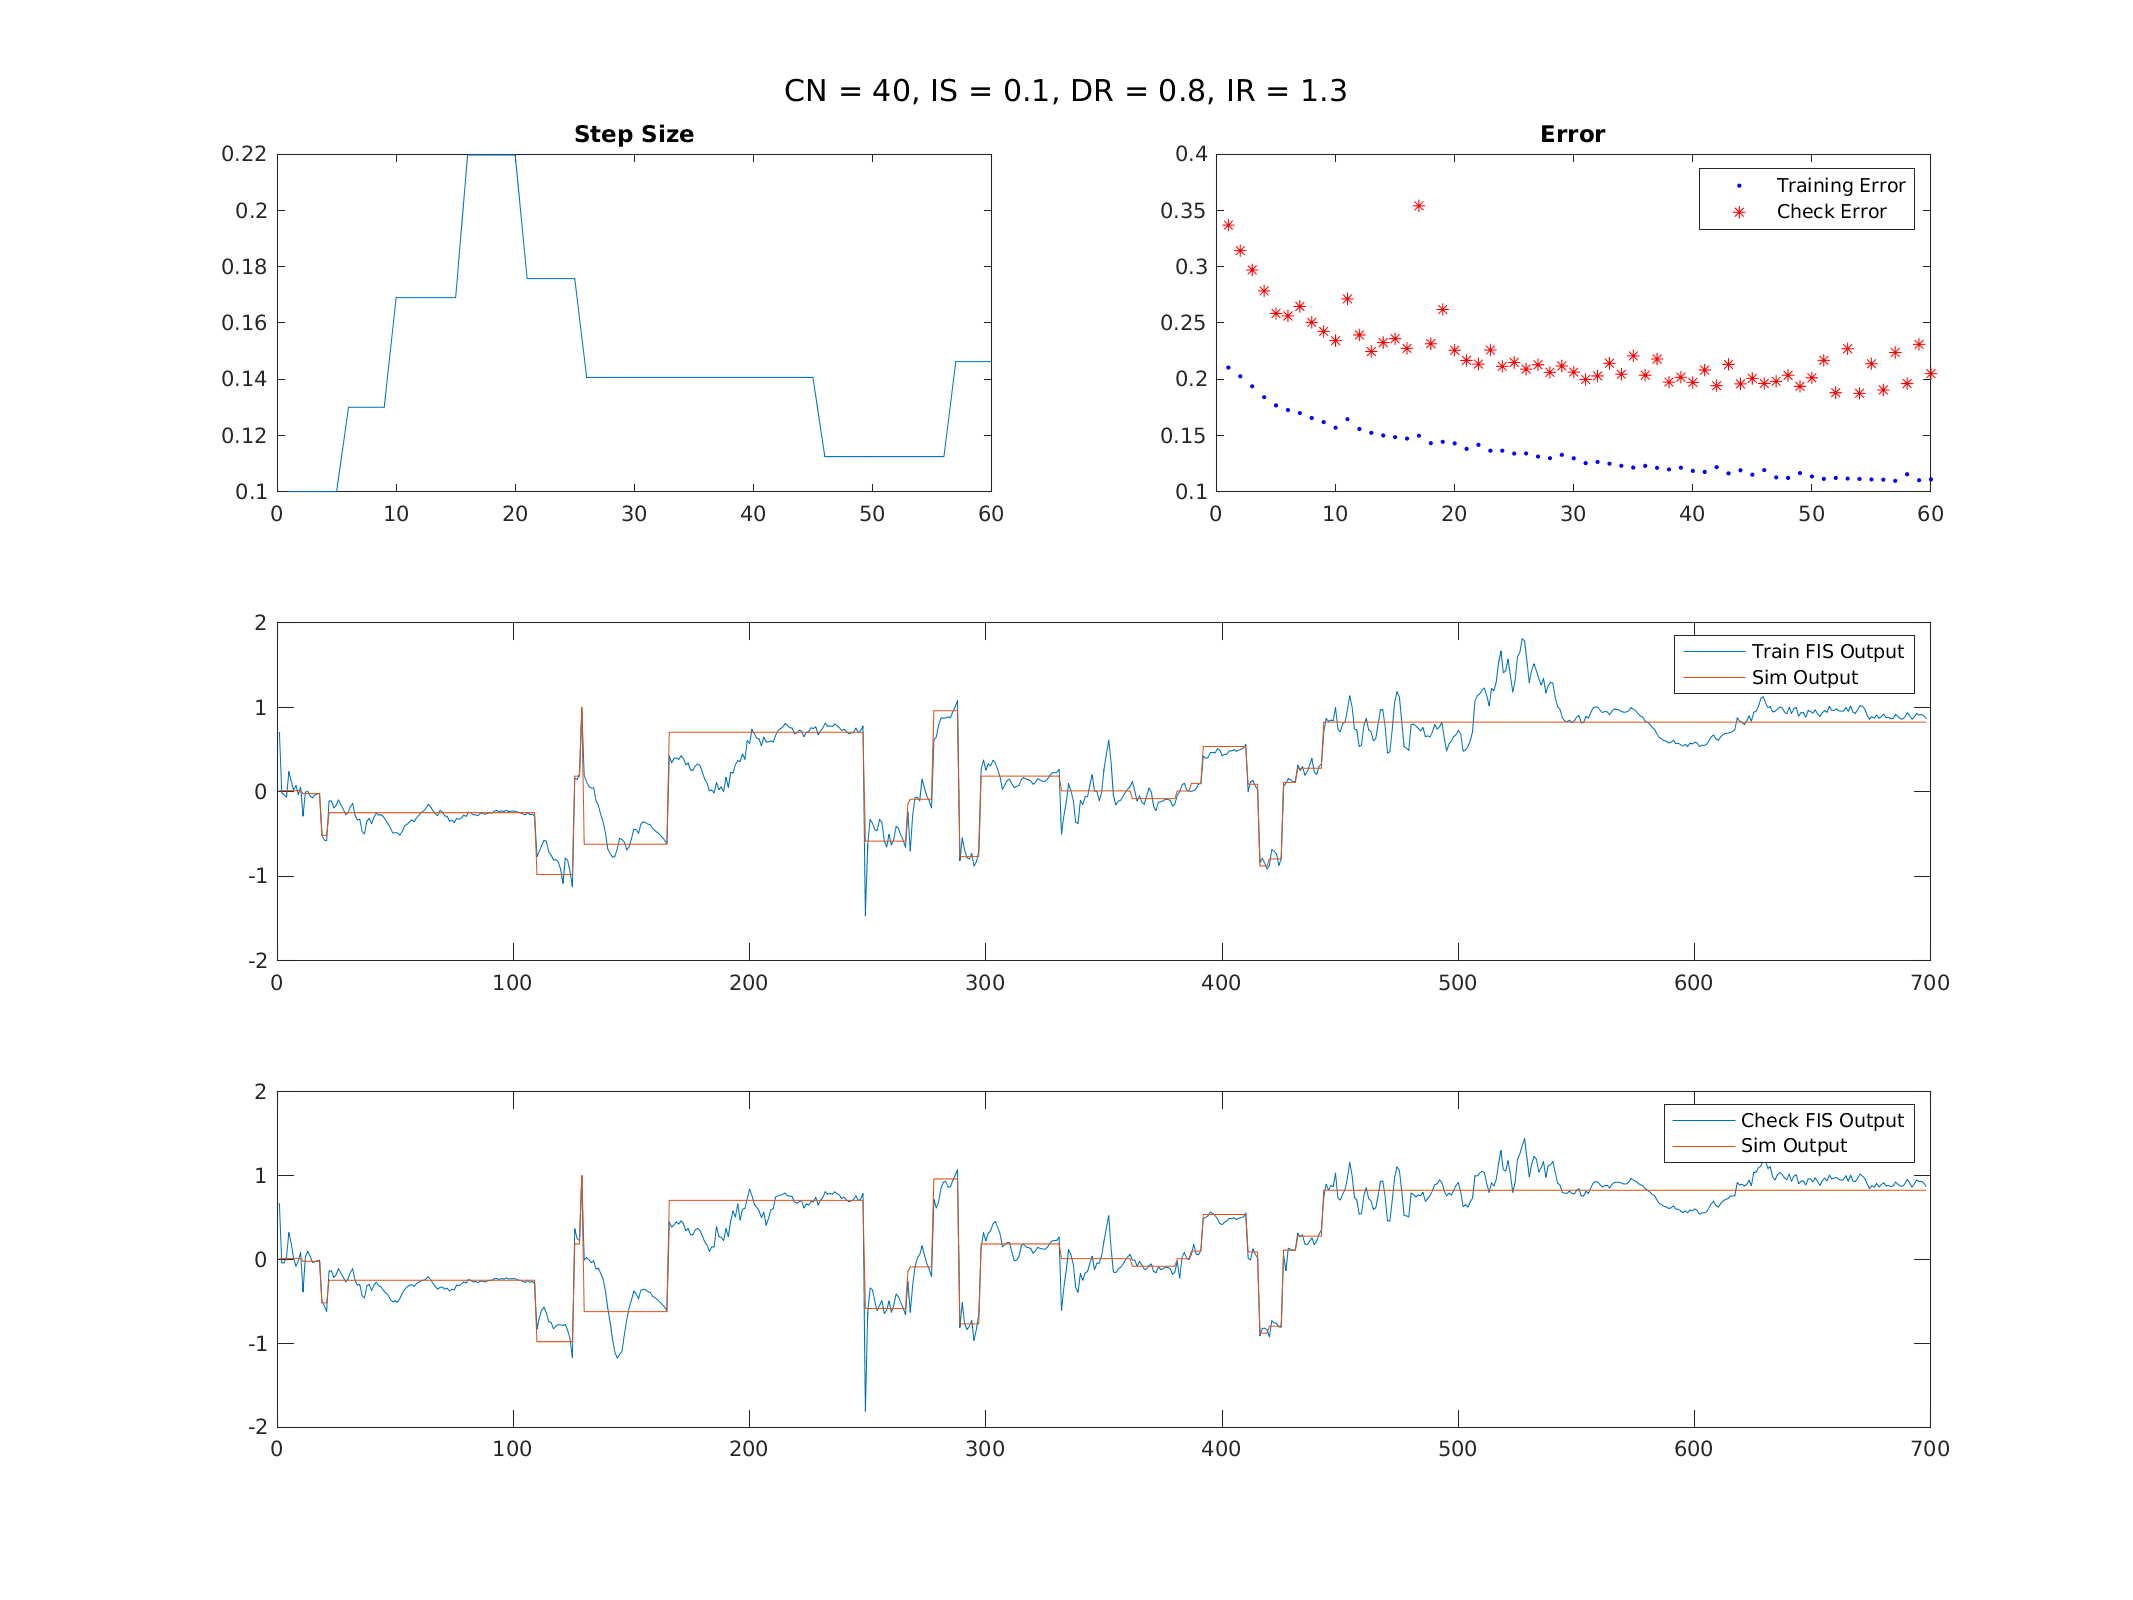 CN = 40, IS = 0.1, DR = 0.8, IR = 1.3
Step Size
0.22
0.2
0.18
0.16
0.14
0.12
0.1
0 10 20 30 40 50 60
Error
0.4
0.35
0.3
0.25
0.2
0.15
0.1
0 10 20 30 40 50 60
Training Error
Check Error
2
1
0
-1
-2
0 100 200 300 400 500 600 700
Train FIS Output
Sim Output
2
1
0
-1
-2
0 100 200 300 400 500 600 700
Check FIS Output
Sim Output